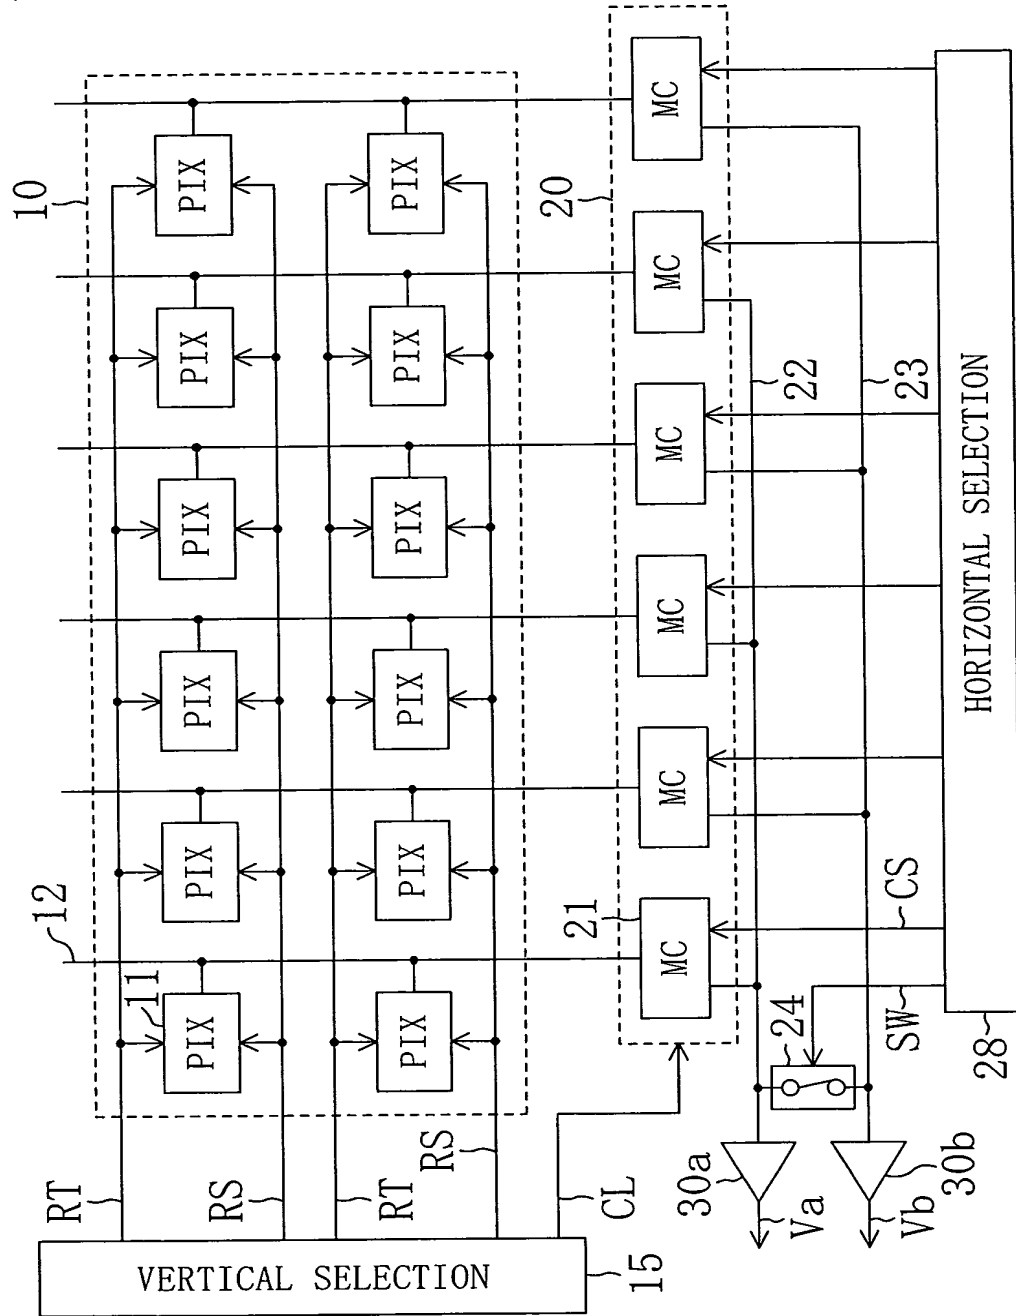 10
PIX PIX PIX PIX PIX PIX
PIX PIX PIX PIX PIX PIX
11
12
20
MC MC MC MC MC MC
21
22
23
24
CS
SW
HORIZONTAL SELECTION
28
RT
RS
RT
RS
CL
VERTICAL SELECTION
15
30a
30b
Va
Vb